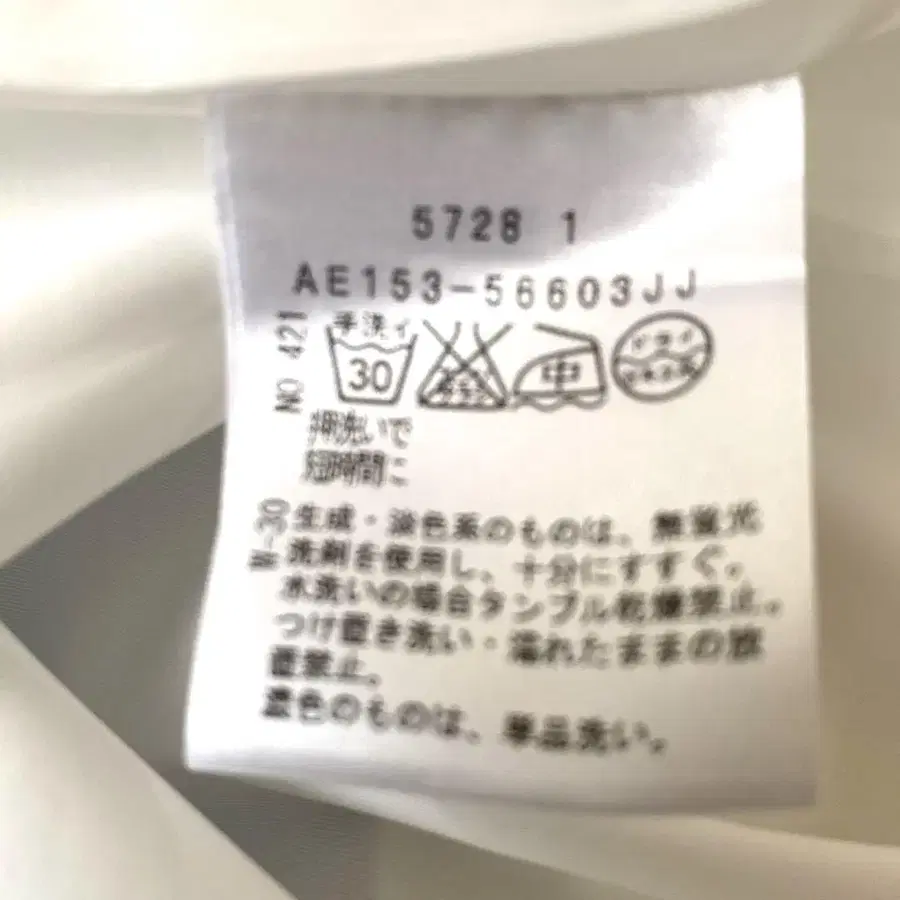 5728 1
AE153-56603JJ
NO 421
手洗イ
30
中
ドライ
押洗いで
短時間に
W-30
生成・淡色系のものは、無蛍光
洗剤を使用し、十分にすすぐ。
水洗いの場合タンブル乾燥禁止。
つけ置き洗い・濡れたままの放
置禁止。
濃色のものは、単品洗い。